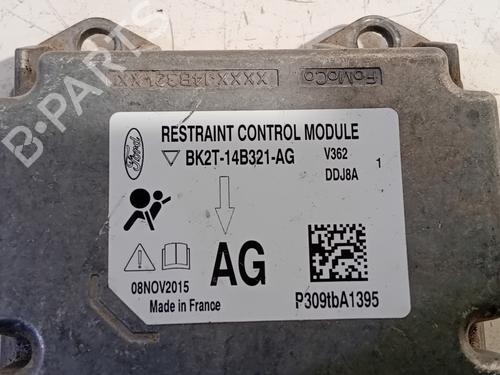 XXXX-14B321-XX
FoMoCo
B-PARTS
Ford
RESTRAINT CONTROL MODULE
BK2T-14B321-AG
V362
DDJ8A
1
AG
08NOV2015
Made in France
P309tbA1395